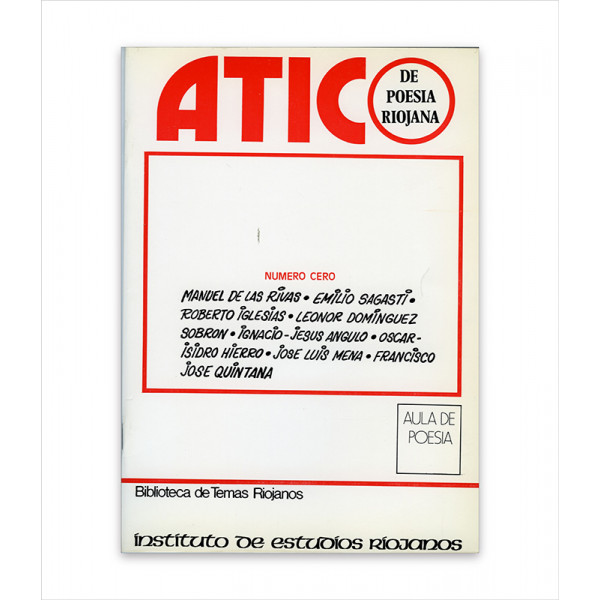 ATICO
DE
POESIA
RIOJANA
NUMERO CERO
MANUEL DE LAS RIVAS • EMILIO SAGASTI •
ROBERTO IGLESIAS • LEONOR DOMINGUEZ
SOBRON • IGNACIO-JESUS ANGULO • OSCAR-
ISIDRO HIERRO • JOSE LUIS MENA • FRANCISCO
JOSE QUINTANA
AULA DE
POESIA
Biblioteca de Temas Riojanos
instituto de estudios riojanos